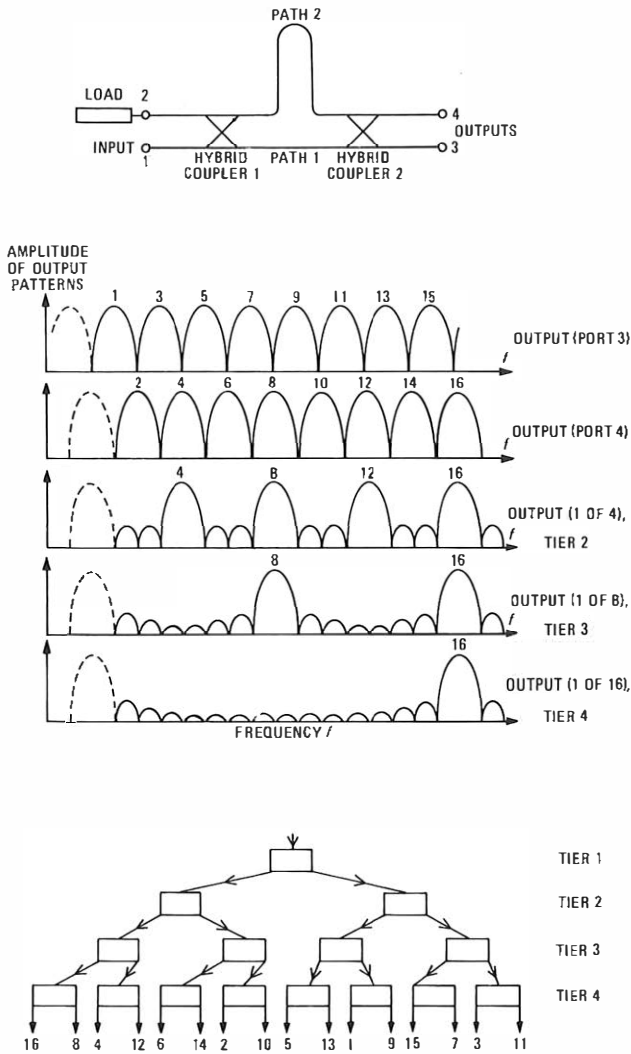 PATH 2
LOAD 2
4
OUTPUTS
INPUT 1
HYBRID COUPLER 1
PATH 1
HYBRID COUPLER 2
3
AMPLITUDE
OF OUTPUT
PATTERNS
1 3 5 7 9 11 13 15
OUTPUT (PORT 3)
f
2 4 6 8 10 12 14 16
OUTPUT (PORT 4)
f
4 8 12 16
OUTPUT (1 OF 4),
f TIER 2
8 16
OUTPUT (1 OF 8),
f TIER 3
16
OUTPUT (1 OF 16),
TIER 4
FREQUENCY f
TIER 1
TIER 2
TIER 3
TIER 4
16 8 4 12 6 14 2 10 5 13 1 9 15 7 3 11